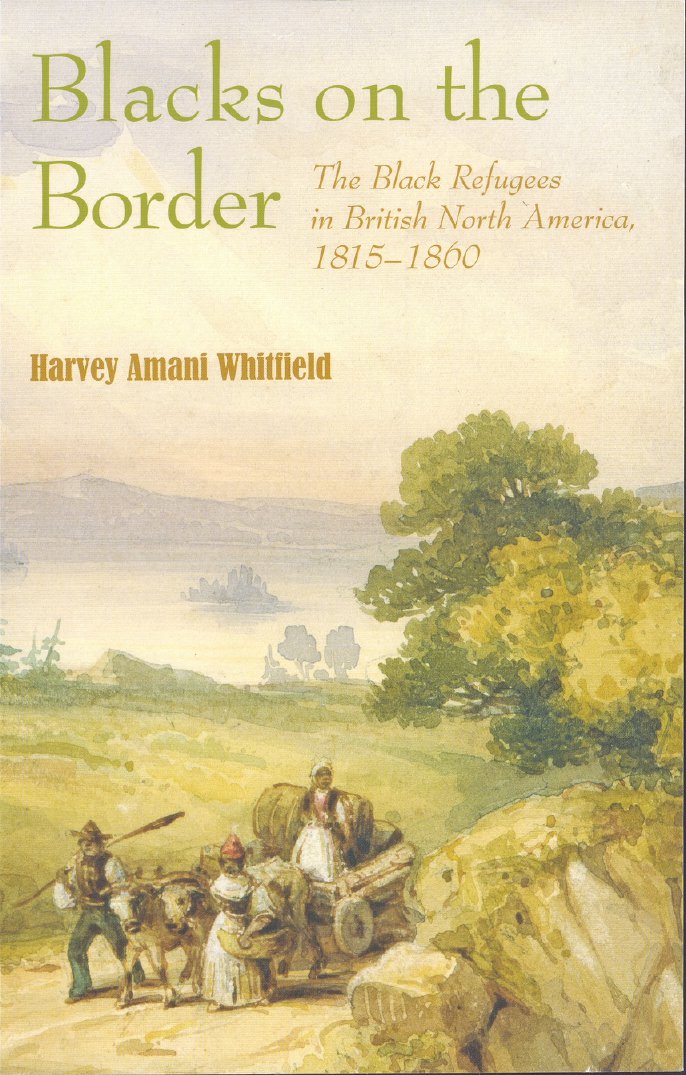 Blacks on the
Border
The Black Refugees
in British North America,
1815–1860
Harvey Amani Whitfield